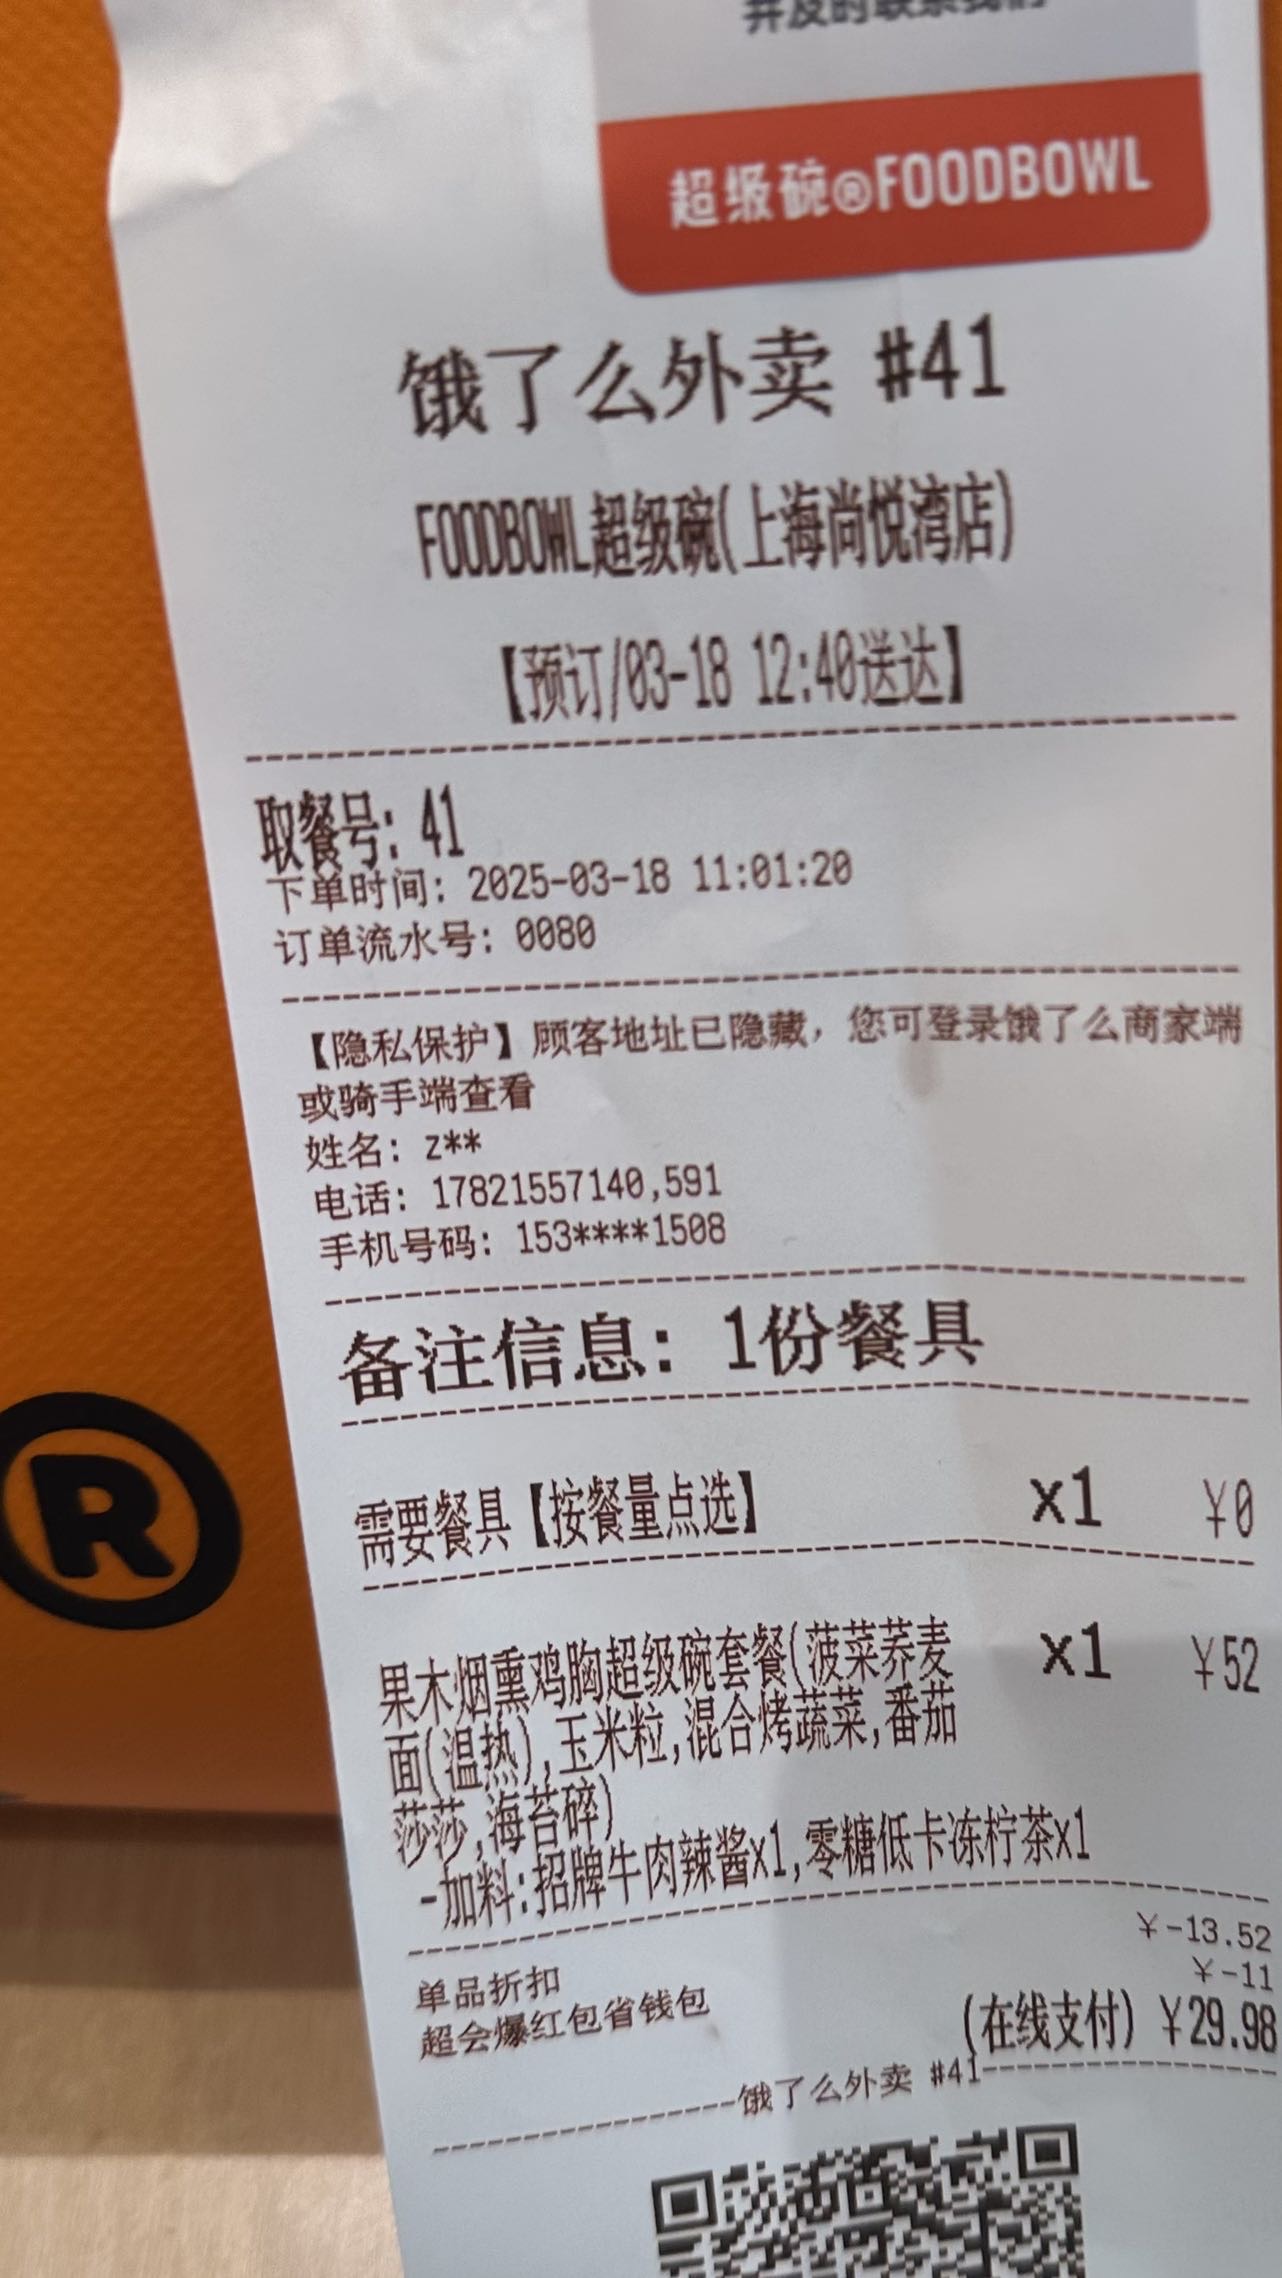 并及时联系我们
超级碗®FOODBOWL
饿了么外卖 #41
FOODBOWL超级碗(上海尚悦湾店)
【预订/03-18 12:40送达】
取餐号: 41
下单时间: 2025-03-18 11:01:20
订单流水号: 0080
【隐私保护】顾客地址已隐藏，您可登录饿了么商家端
或骑手端查看
姓名: z**
电话: 17821557140,591
手机号码: 153****1508
备注信息: 1份餐具
需要餐具【按餐量点选】 x1 ¥0
果木烟熏鸡胸超级碗套餐(菠菜荞麦 x1 ¥52
面(温热),玉米粒,混合烤蔬菜,番茄
莎莎,海苔碎)
-加料:招牌牛肉辣酱x1,零糖低卡冻柠茶x1
单品折扣 ¥-13.52
超会爆红包省钱包 ¥-11
(在线支付) ¥29.98
饿了么外卖 #41
®